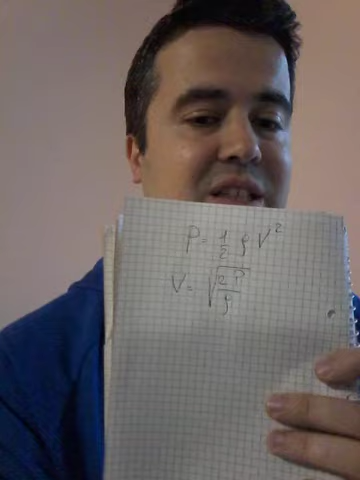 P = 1/2 ρ V²
V = √(2P/ρ)